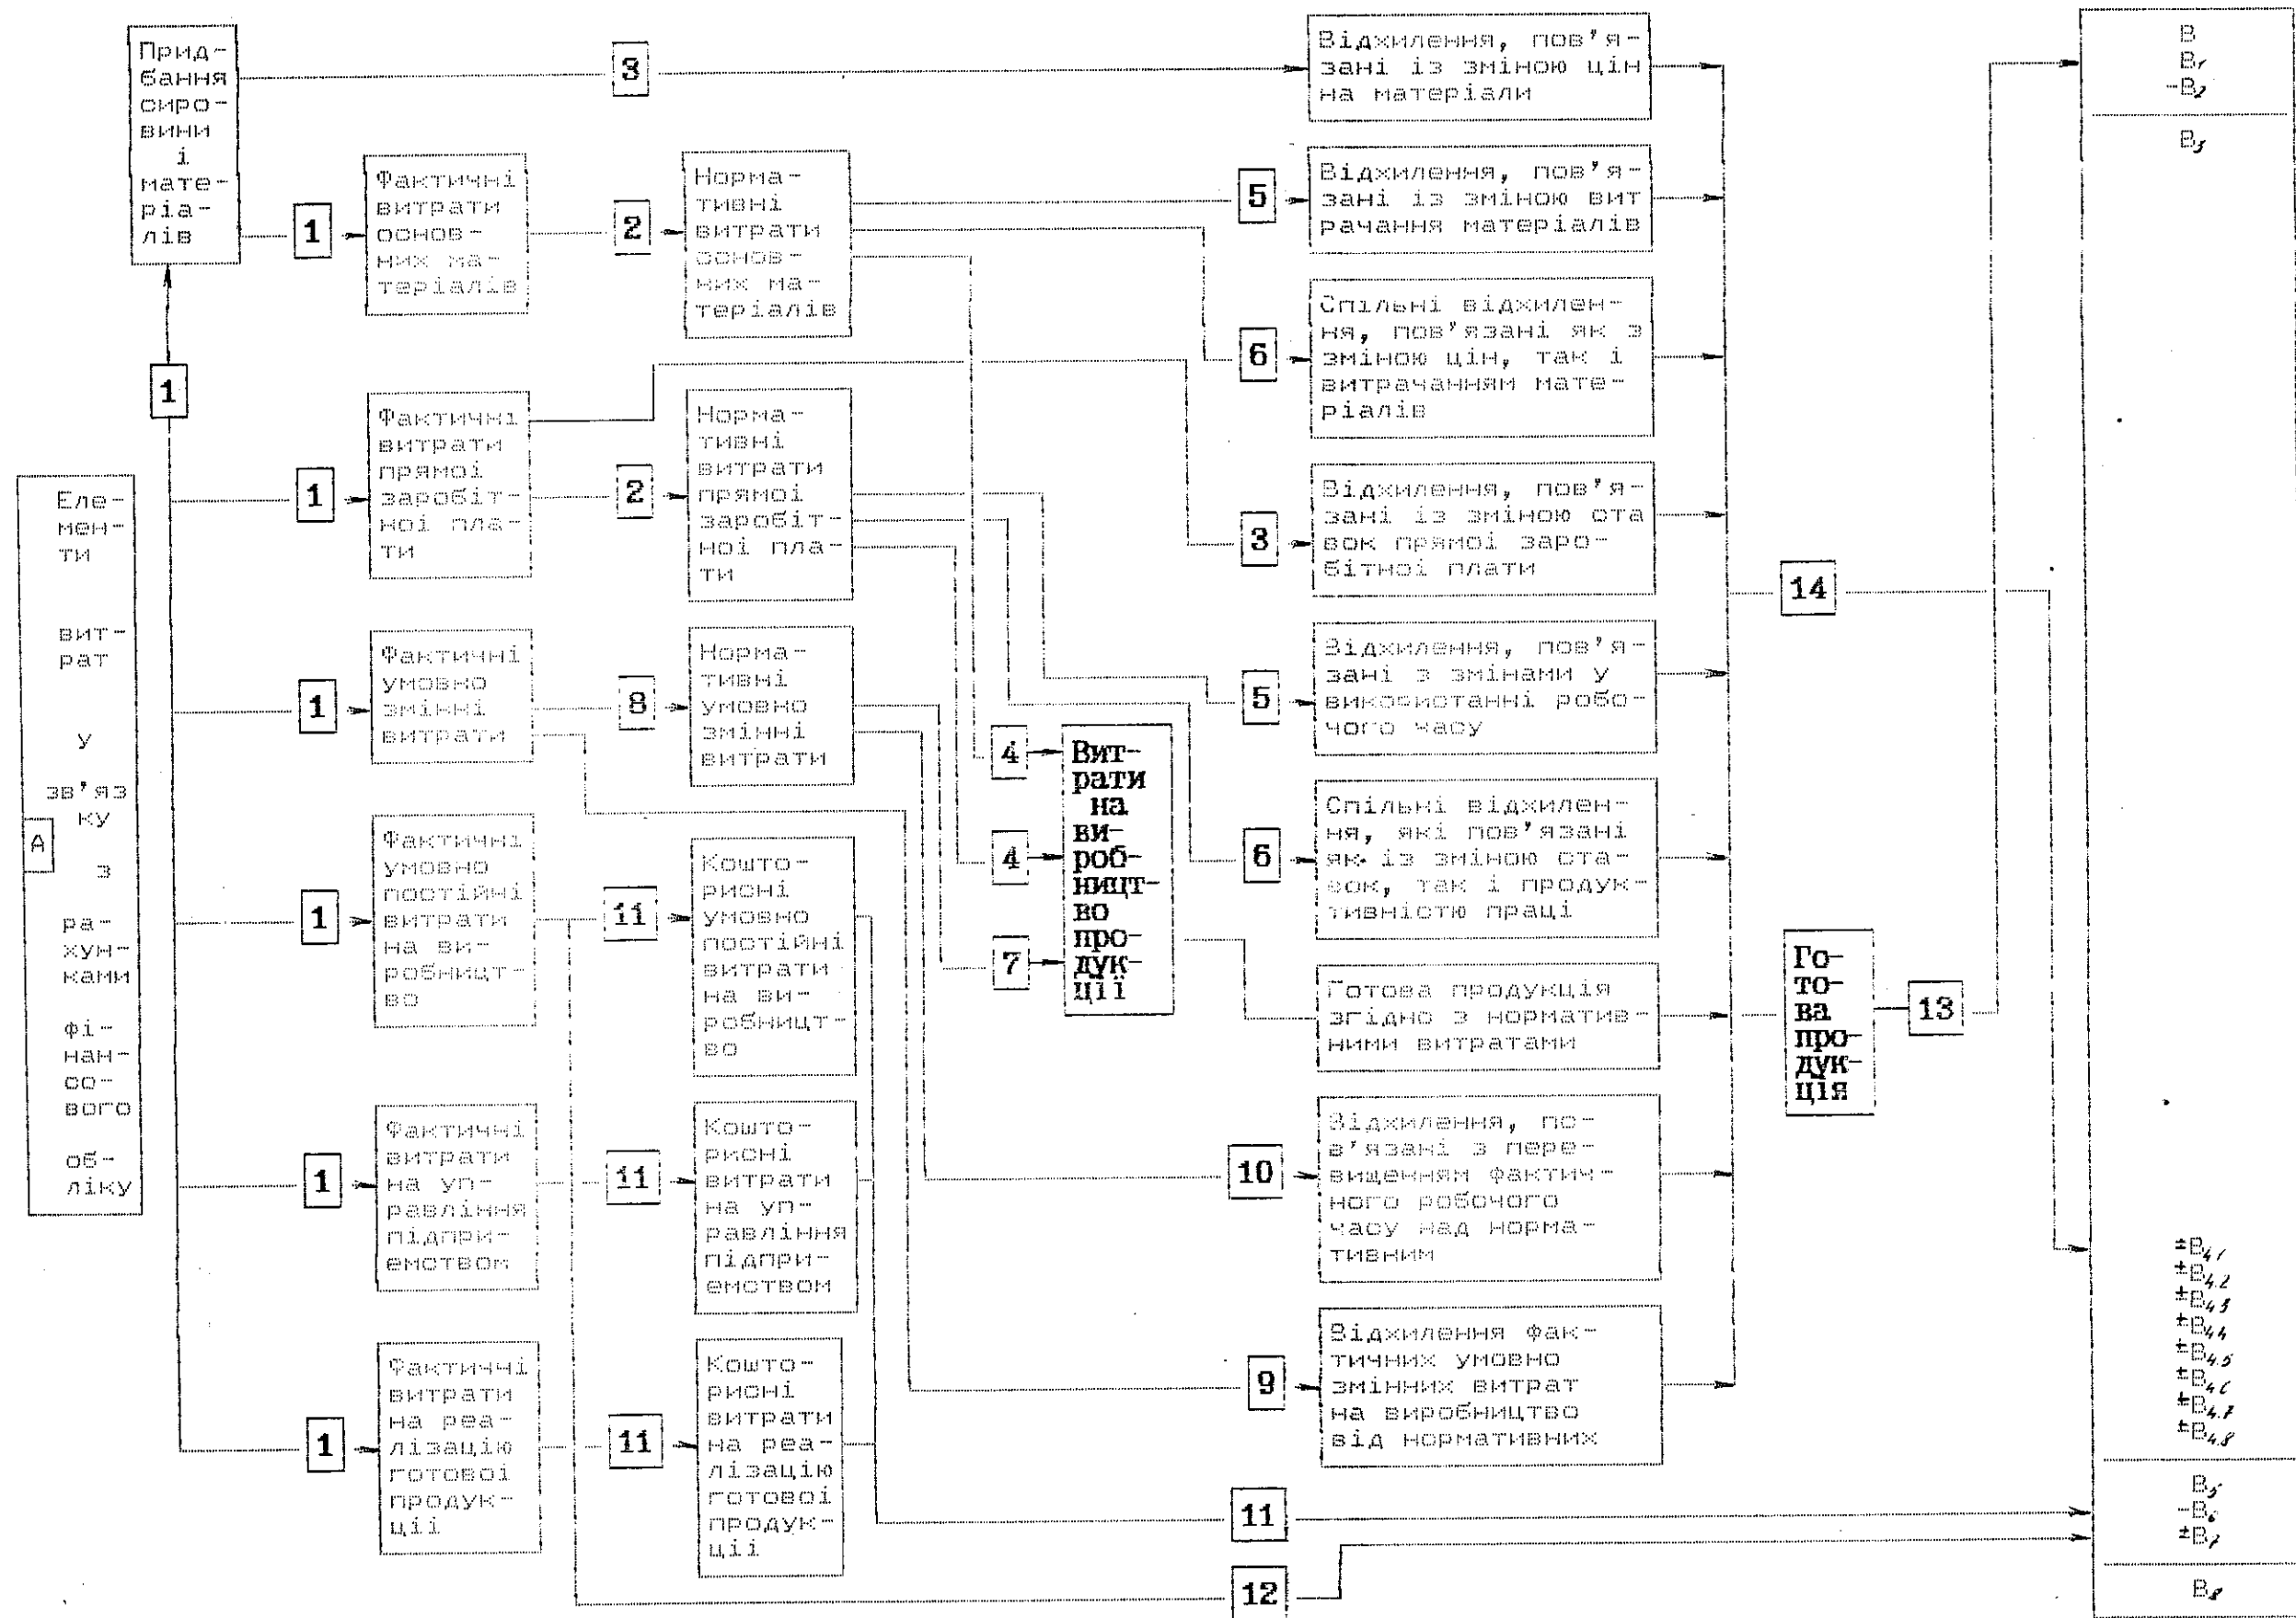 Прид-
бання
сиро-
вини
і
мате-
ріа-
лів
3
Відхилення, пов'я-
зані із зміною цін
на матеріали
В
В₁
-В₂
В₃
1
Фактичні
витрати
основ-
них ма-
теріалів
2
Норма-
тивні
витрати
основ-
них ма-
теріалів
5
Відхилення, пов'я-
зані із зміною вит
рачання матеріалів
6
Спільні відхилен-
ня, пов'язані як з
зміною цін, так і
витрачанням мате-
ріалів
1
Еле-
мен-
ти
вит-
рат
у
зв'яз
ку
з
ра-
хун-
ками
фі-
нан-
со-
вого
об-
ліку
А
1
Фактичні
витрати
прямої
заробіт-
ної пла-
ти
2
Норма-
тивні
витрати
прямої
заробіт-
ної пла-
ти
3
Відхилення, пов'я-
зані із зміною ста
вок прямої заро-
бітної плати
14
1
Фактичні
умовно
змінні
витрати
8
Норма-
тивні
умовно
змінні
витрати
5
Відхилення, пов'я-
зані з змінами у
використанні робо-
чого часу
4
4
7
Вит-
рати
на
ви-
роб-
ницт-
во
про-
дук-
ції
6
Спільні відхилен-
ня, які пов'язані
як із зміною ста-
вок, так і продук-
тивністю праці
1
Фактичні
умовно
постійні
витрати
на ви-
робницт-
во
11
Кошто-
рисні
умовно
постійні
витрати
на ви-
робницт-
во
Готова продукція
згідно з норматив-
ними витратами
Го-
то-
ва
про-
дук-
ція
13
1
Фактичні
витрати
на уп-
равління
підпри-
ємством
11
Кошто-
рисні
витрати
на уп-
равління
підпри-
ємством
10
Відхилення, по-
в'язані з пере-
вищенням фактич-
ного робочого
часу над норма-
тивним
±В₄.₁
±В₄.₂
±В₄.₃
±В₄.₄
±В₄.₅
±В₄.₆
±В₄.₇
±В₄.₈
1
Фактичні
витрати
на реа-
лізацію
готової
продук-
ції
11
Кошто-
рисні
витрати
на реа-
лізацію
готової
продук-
ції
9
Відхилення фак-
тичних умовно
змінних витрат
на виробництво
від нормативних
11
12
В₅
-В₆
±В₇
В₈